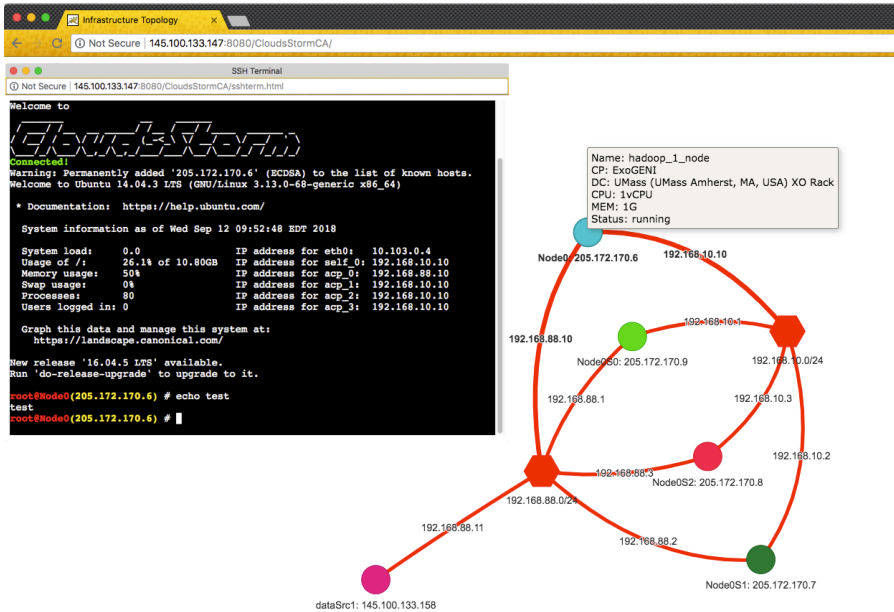 Infrastructure Topology
Not Secure | 145.100.133.147:8080/CloudsStormCA/
SSH Terminal
Not Secure | 145.100.133.147:8080/CloudsStormCA/sshterm.html
Welcome to
CloudsStorm
Connected!
Warning: Permanently added '205.172.170.6' (ECDSA) to the list of known hosts.
Welcome to Ubuntu 14.04.3 LTS (GNU/Linux 3.13.0-68-generic x86_64)
* Documentation: https://help.ubuntu.com/
System information as of Wed Sep 12 09:52:48 EDT 2018
System load: 0.0 IP address for eth0: 10.103.0.4
Usage of /: 26.1% of 10.80GB IP address for self_0: 192.168.10.10
Memory usage: 50% IP address for acp_0: 192.168.88.10
Swap usage: 0% IP address for acp_1: 192.168.10.10
Processes: 80 IP address for acp_2: 192.168.10.10
Users logged in: 0 IP address for acp_3: 192.168.10.10
Graph this data and manage this system at:
https://landscape.canonical.com/
New release '16.04.5 LTS' available.
Run 'do-release-upgrade' to upgrade to it.
root@Node0(205.172.170.6) # echo test
test
root@Node0(205.172.170.6) #
Name: hadoop_1_node
CP: ExoGENI
DC: UMass (UMass Amherst, MA, USA) XO Rack
CPU: 1vCPU
MEM: 1G
Status: running
Node0: 205.172.170.6
192.168.10.10
192.168.88.10
192.168.10.1
Node0S0: 205.172.170.9
192.168.10.0/24
192.168.88.1
192.168.10.3
192.168.10.2
192.168.88.3
Node0S2: 205.172.170.8
192.168.88.0/24
192.168.88.11
192.168.88.2
Node0S1: 205.172.170.7
dataSrc1: 145.100.133.158